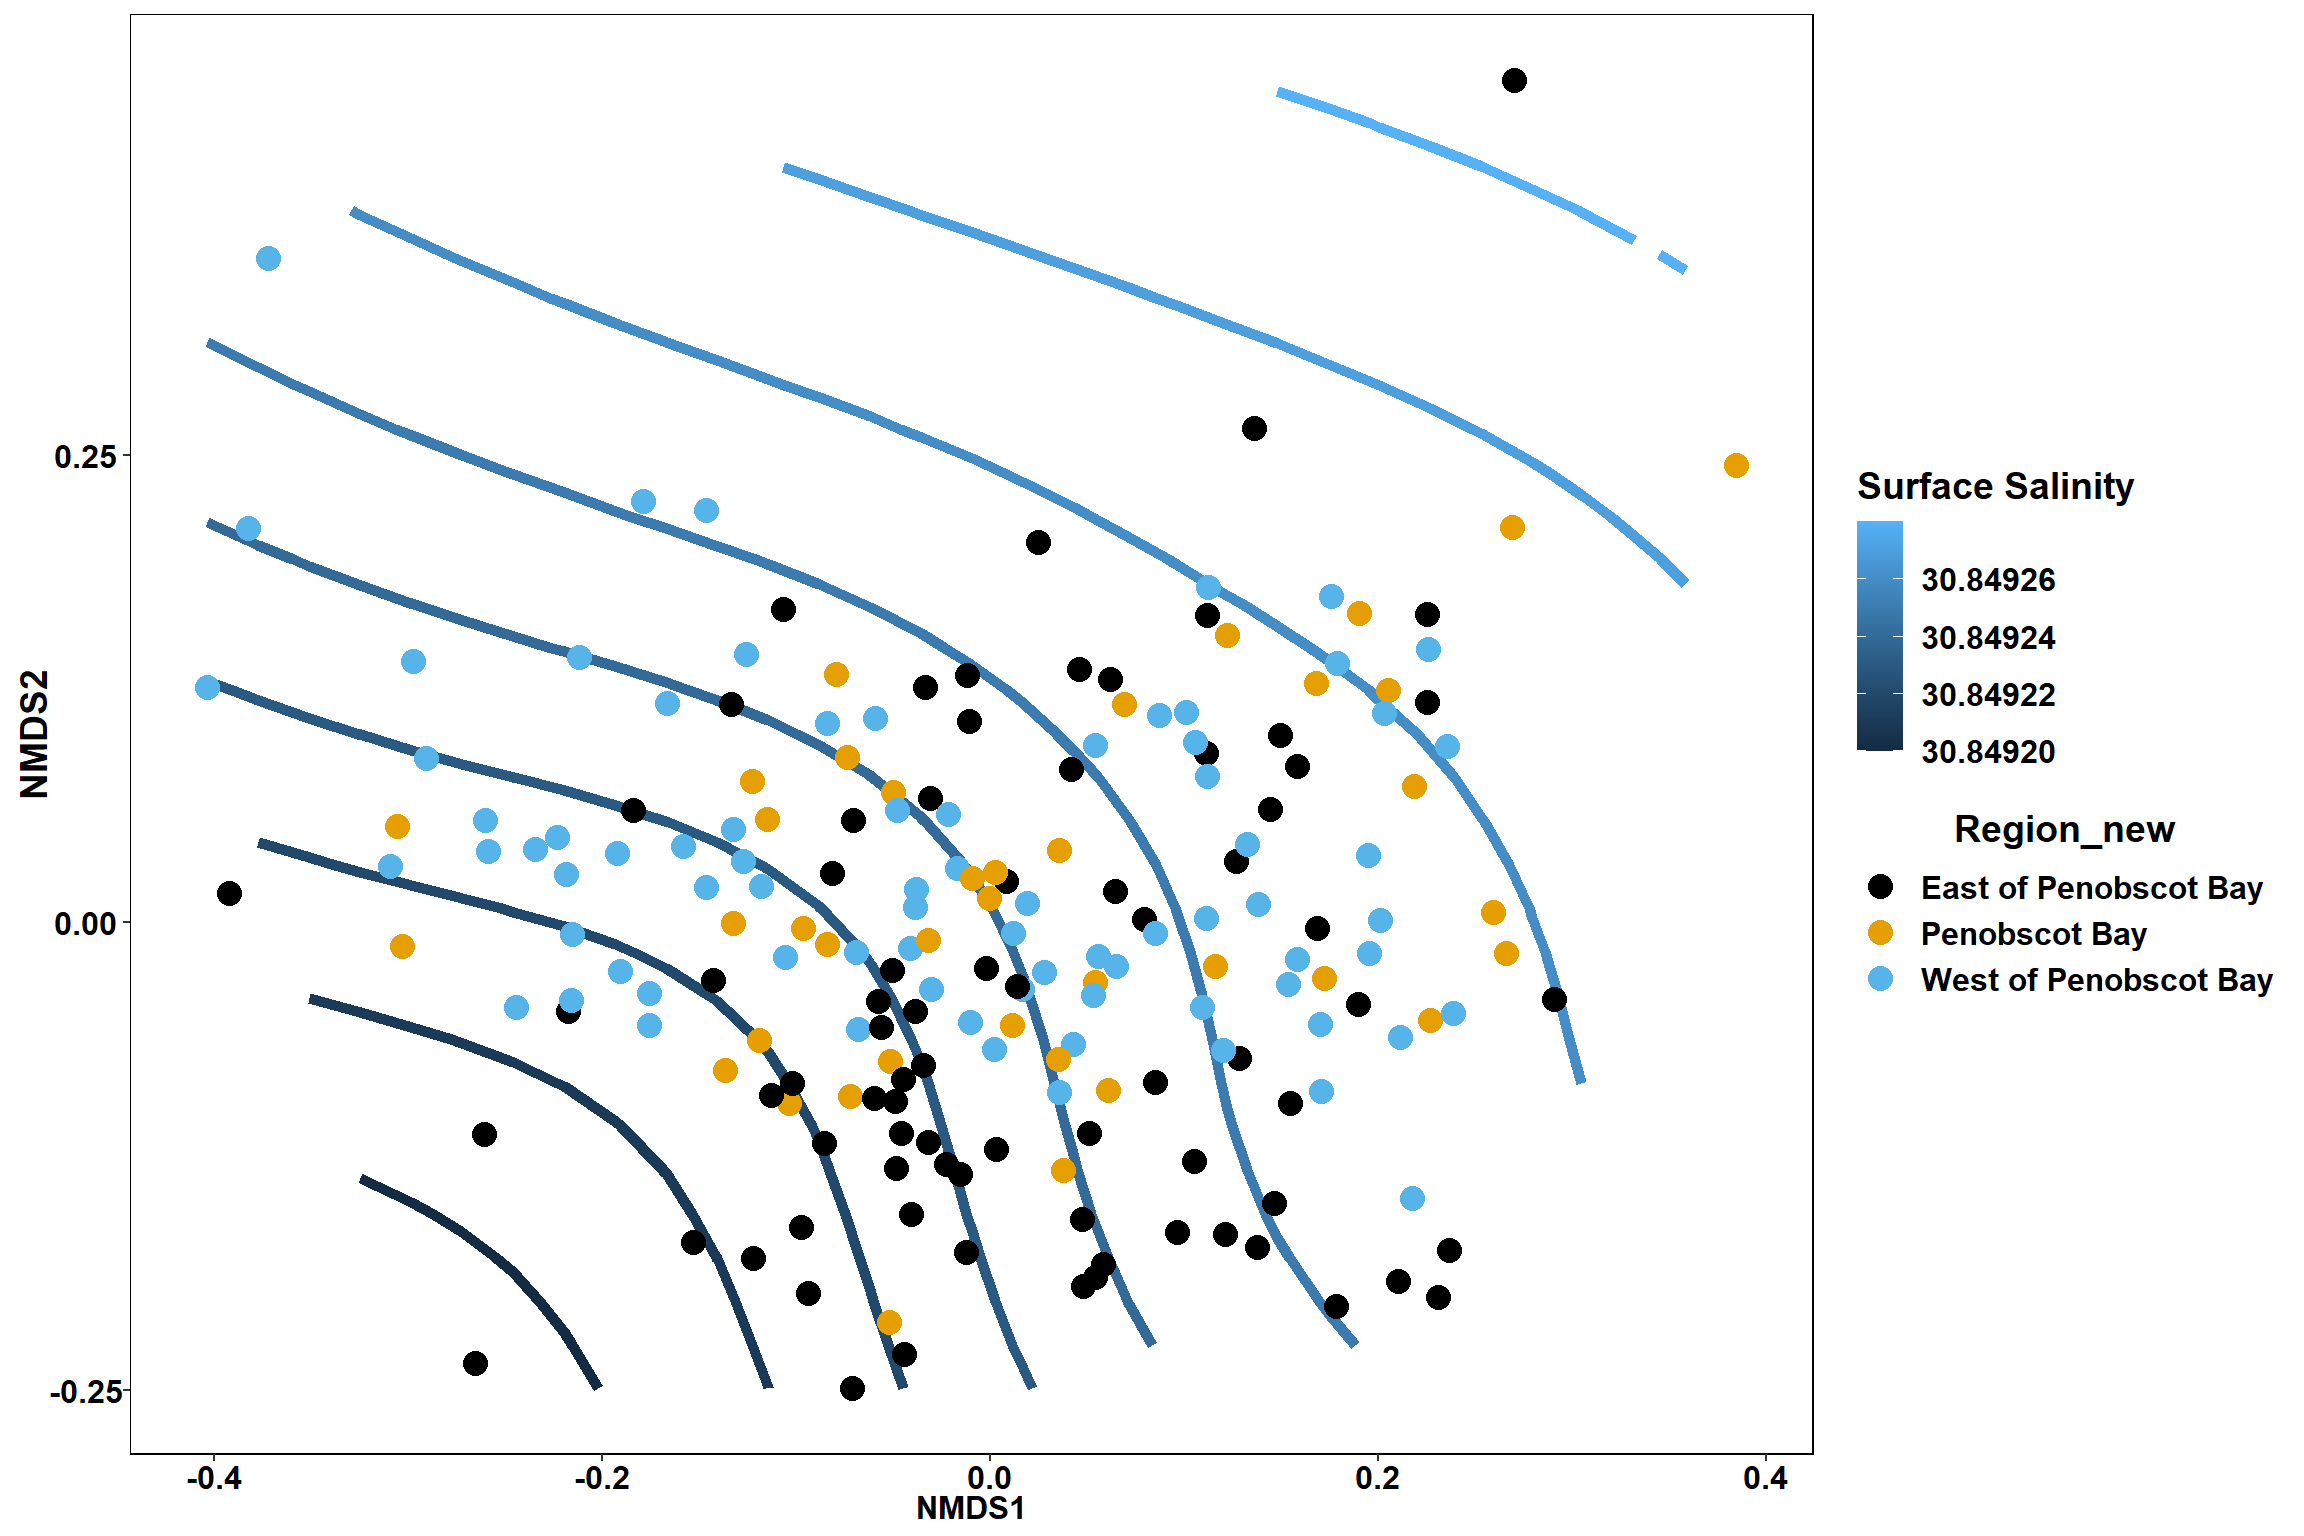 NMDS2
0.25
0.00
-0.25
-0.4
-0.2
0.0
0.2
0.4
NMDS1
Surface Salinity
30.84926
30.84924
30.84922
30.84920
Region_new
East of Penobscot Bay
Penobscot Bay
West of Penobscot Bay